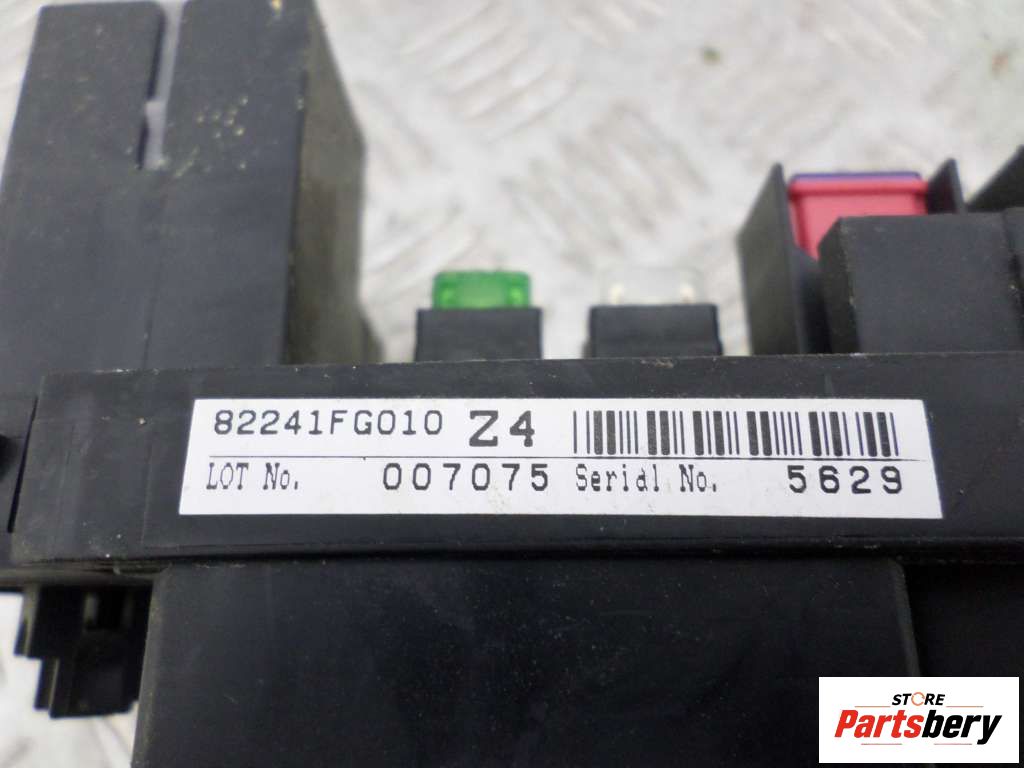 82241FG010 Z4
LOT No. 007075 Serial No. 5629
STORE
Partsbery